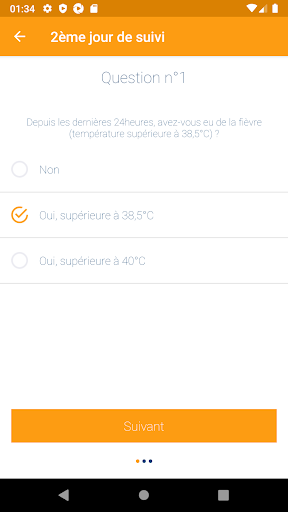 01:34
2ème jour de suivi
Question n°1
Depuis les dernières 24heures, avez-vous eu de la fièvre
(température supérieure à 38,5°C) ?
Non
Oui, supérieure à 38,5°C
Oui, supérieure à 40°C
Suivant